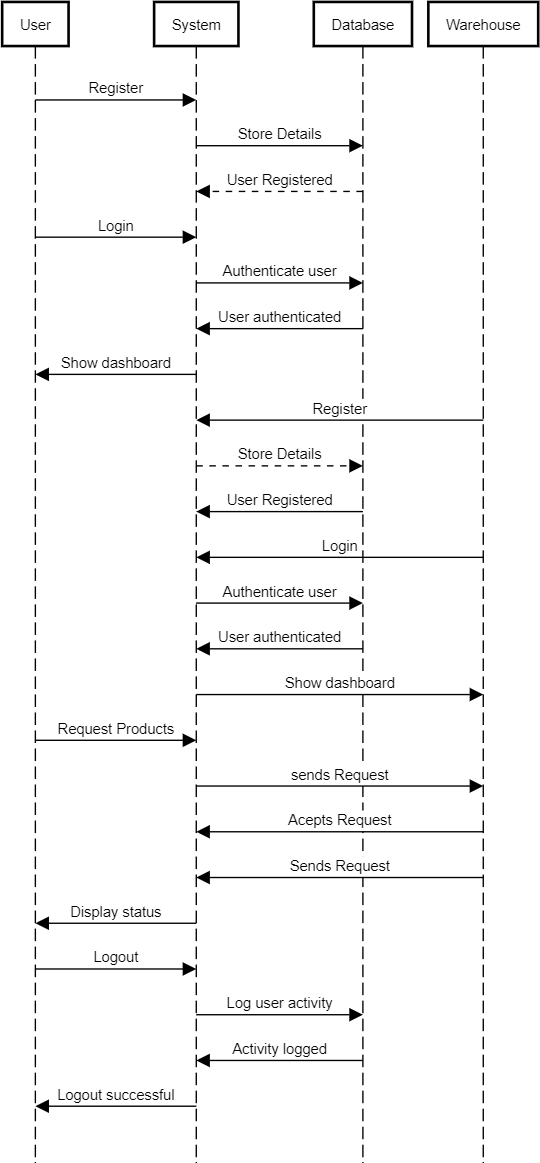 User
System
Database
Warehouse
Register
Store Details
User Registered
Login
Authenticate user
User authenticated
Show dashboard
Register
Store Details
User Registered
Login
Authenticate user
User authenticated
Show dashboard
Request Products
sends Request
Acepts Request
Sends Request
Display status
Logout
Log user activity
Activity logged
Logout successful